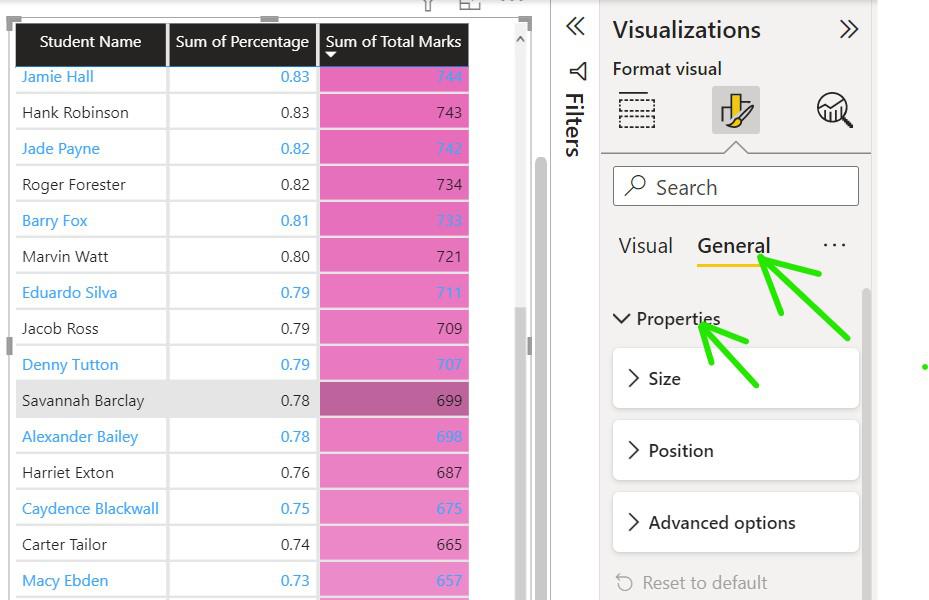 Student Name Sum of Percentage Sum of Total Marks
Jamie Hall 0.83 744
Hank Robinson 0.83 743
Jade Payne 0.82 742
Roger Forester 0.82 734
Barry Fox 0.81 733
Marvin Watt 0.80 721
Eduardo Silva 0.79 711
Jacob Ross 0.79 709
Denny Tutton 0.79 707
Savannah Barclay 0.78 699
Alexander Bailey 0.78 698
Harriet Exton 0.76 687
Caydence Blackwall 0.75 675
Carter Tailor 0.74 665
Macy Ebden 0.73 657
Filters
Visualizations
Format visual
Search
Visual General
Properties
Size
Position
Advanced options
Reset to default